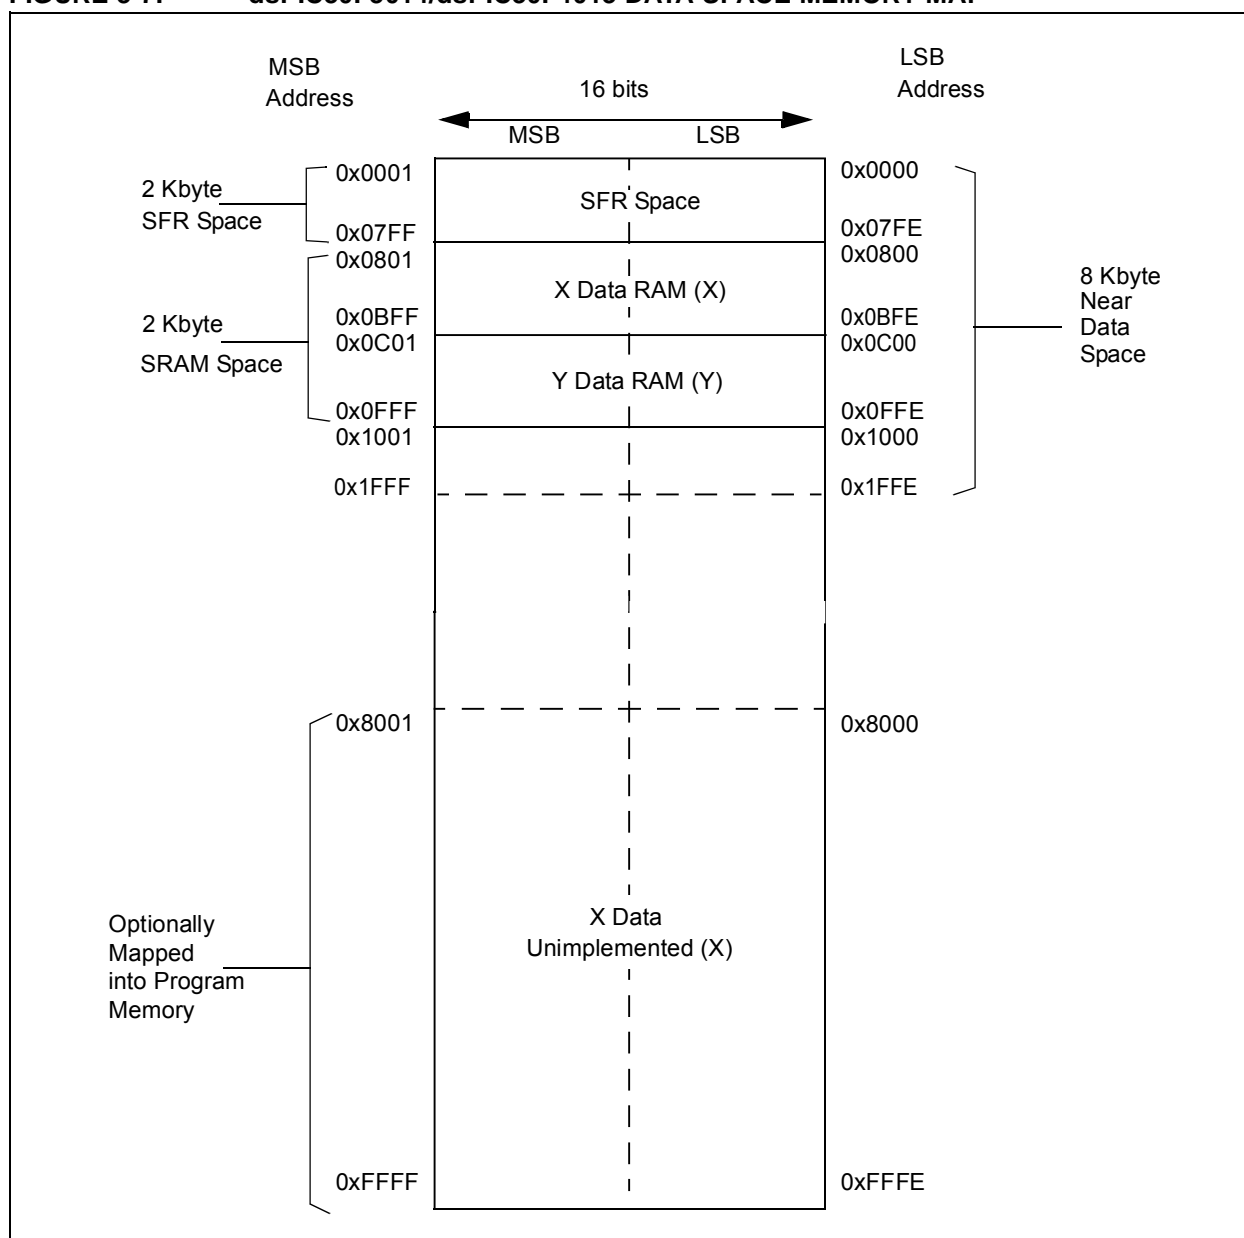 MSB
Address
LSB
Address
16 bits
MSB LSB
0x0001
0x0000
2 Kbyte
SFR Space
SFR Space
0x07FF
0x07FE
0x0801
0x0800
X Data RAM (X)
8 Kbyte
Near
Data
Space
2 Kbyte
SRAM Space
0x0BFF
0x0BFE
0x0C01
0x0C00
Y Data RAM (Y)
0x0FFF
0x0FFE
0x1001
0x1000
0x1FFF
0x1FFE
0x8001
0x8000
Optionally
Mapped
into Program
Memory
X Data
Unimplemented (X)
0xFFFF
0xFFFE